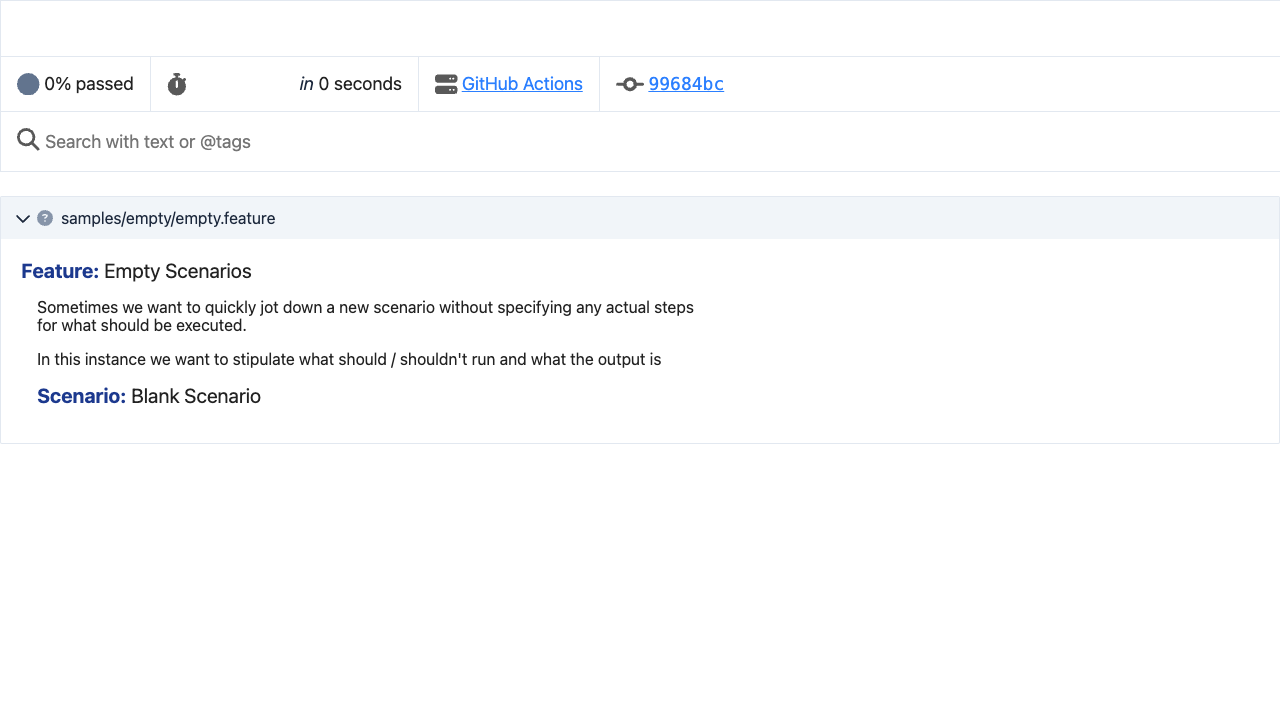 0% passed in 0 seconds GitHub Actions 99684bc
Search with text or @tags
? samples/empty/empty.feature
Feature: Empty Scenarios
Sometimes we want to quickly jot down a new scenario without specifying any actual steps
for what should be executed.
In this instance we want to stipulate what should / shouldn't run and what the output is
Scenario: Blank Scenario